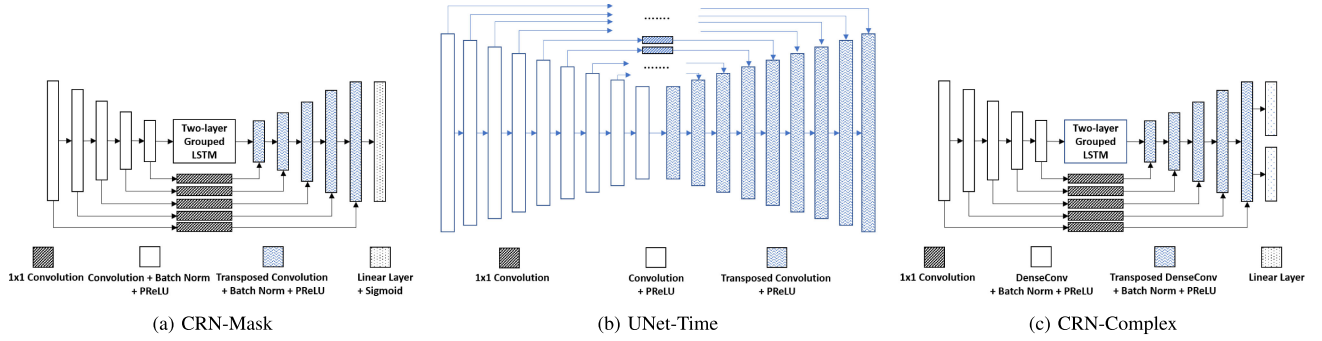 Two-layer
Grouped
LSTM
1x1 Convolution
Convolution + Batch Norm
+ PReLU
Transposed Convolution
+ Batch Norm + PReLU
Linear Layer
+ Sigmoid
(a) CRN-Mask
.......
.......
1x1 Convolution
Convolution
+ PReLU
Transposed Convolution
+ PReLU
(b) UNet-Time
Two-layer
Grouped
LSTM
1x1 Convolution
DenseConv
+ Batch Norm + PReLU
Transposed DenseConv
+ Batch Norm + PReLU
Linear Layer
(c) CRN-Complex